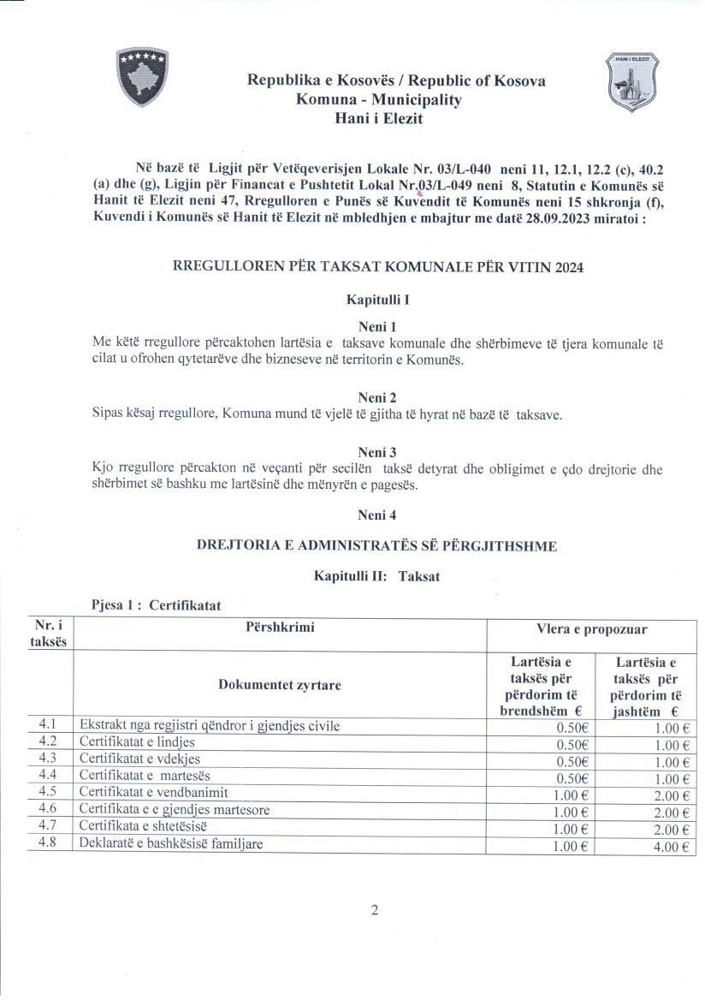 HANI I ELEZIT
Republika e Kosovës / Republic of Kosova
Komuna - Municipality
Hani i Elezit
Në bazë të Ligjit për Vetëqeverisjen Lokale Nr. 03/L-040 neni 11, 12.1, 12.2 (c), 40.2
(a) dhe (g), Ligjin për Financat e Pushtetit Lokal Nr.03/L-049 neni 8, Statutin e Komunës së
Hanit të Elezit neni 47, Rregulloren e Punës së Kuvendit të Komunës neni 15 shkronja (f),
Kuvendi i Komunës së Hanit të Elezit në mbledhjen e mbajtur me datë 28.09.2023 miratoi :
RREGULLOREN PËR TAKSAT KOMUNALE PËR VITIN 2024
Kapitulli I
Neni 1
Me këtë rregullore përcaktohen lartësia e taksave komunale dhe shërbimeve të tjera komunale të
cilat u ofrohen qytetarëve dhe bizneseve në territorin e Komunës.
Neni 2
Sipas kësaj rregullore, Komuna mund të vjelë të gjitha të hyrat në bazë të taksave.
Neni 3
Kjo rregullore përcakton në veçanti për secilën taksë detyrat dhe obligimet e çdo drejtorie dhe
shërbimet së bashku me lartësinë dhe mënyrën e pagesës.
Neni 4
DREJTORIA E ADMINISTRATËS SË PËRGJITHSHME
Kapitulli II: Taksat
Pjesa 1 : Certifikatat
Nr. i taksës Përshkrimi Vlera e propozuar
Dokumentet zyrtare Lartësia e taksës për përdorim të brendshëm € Lartësia e taksës për përdorim të jashtëm €
4.1 Ekstrakt nga regjistri qëndror i gjendjes civile 0.50€ 1.00 €
4.2 Certifikatat e lindjes 0.50€ 1.00 €
4.3 Certifikatat e vdekjes 0.50€ 1.00 €
4.4 Certifikatat e martesës 0.50€ 1.00 €
4.5 Certifikatat e vendbanimit 1.00 € 2.00 €
4.6 Certifikata e e gjendjes martesore 1.00 € 2.00 €
4.7 Certifikata e shtetësisë 1.00 € 2.00 €
4.8 Deklaratë e bashkësisë familjare 1.00 € 4.00 €
2